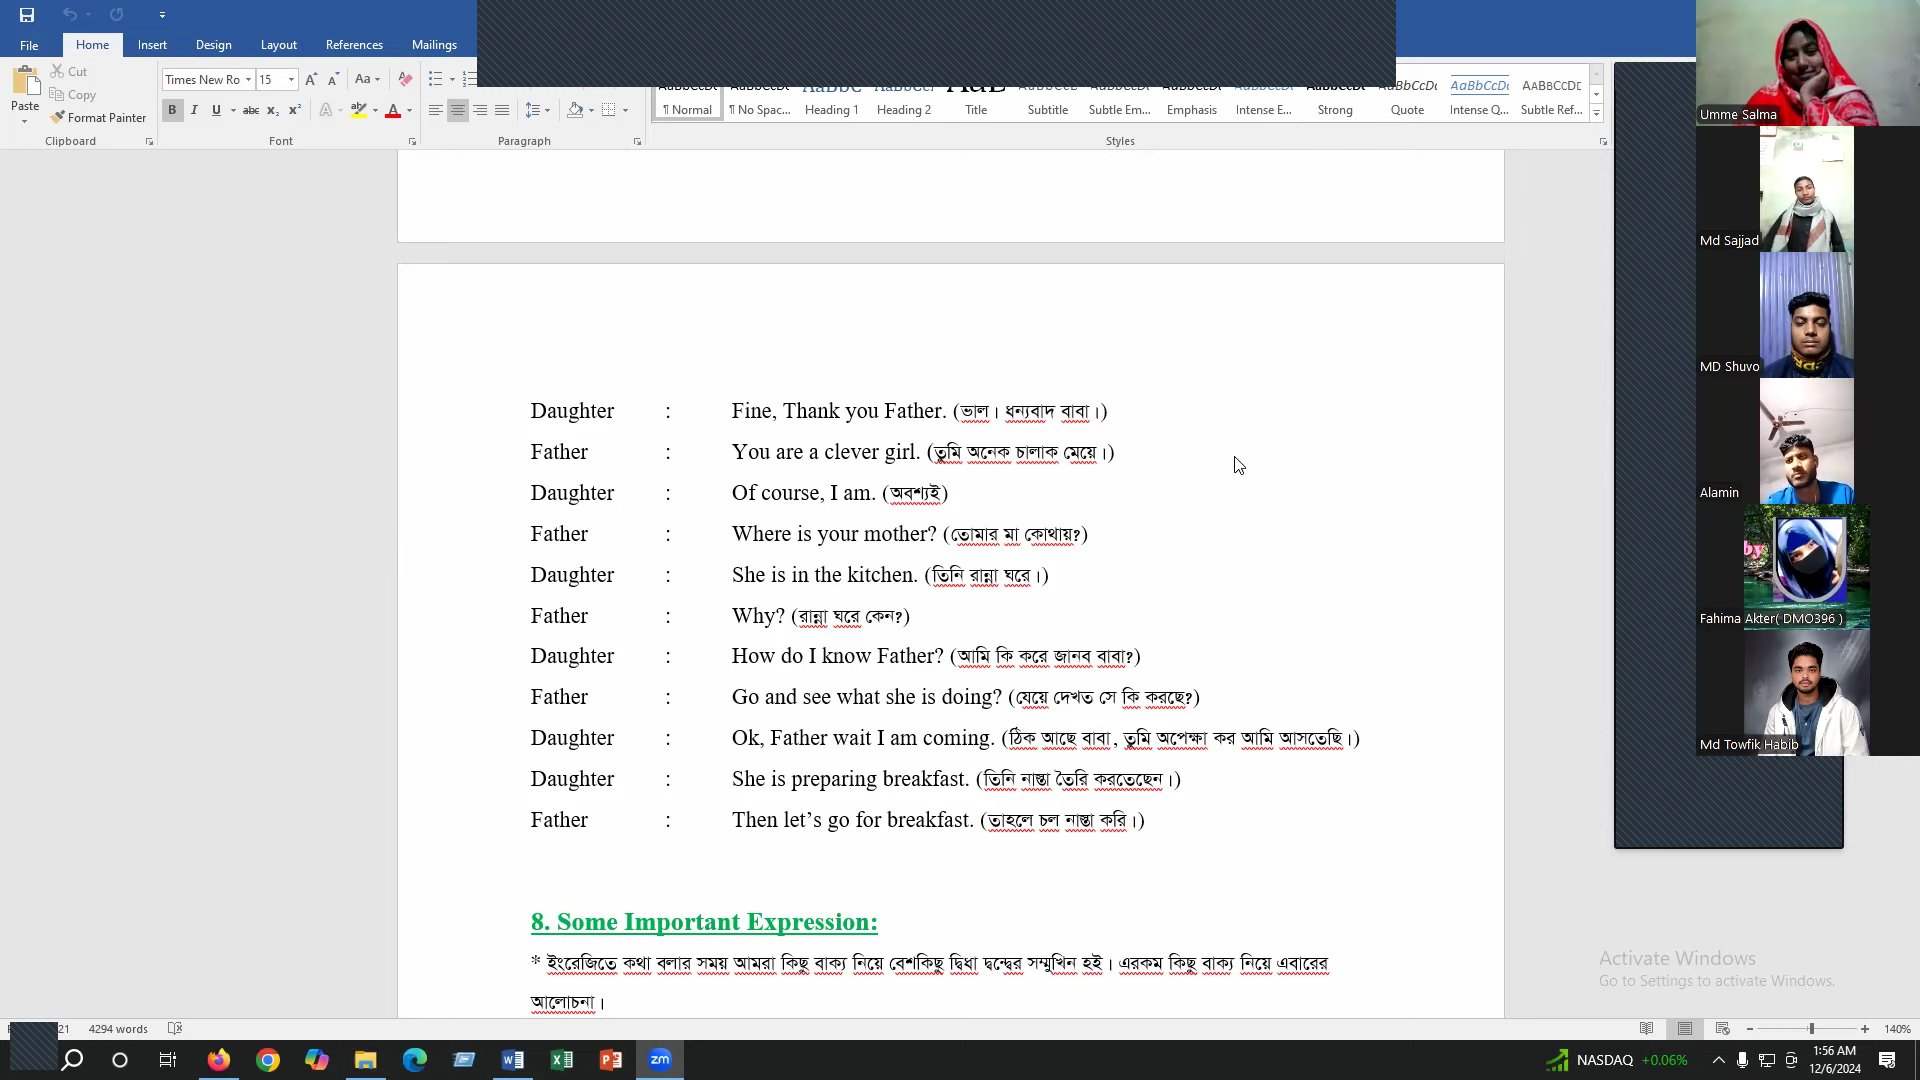 File Home Insert Design Layout References Mailings
Cut
Copy
Format Painter
Paste
Times New Ro 15
Clipboard Font Paragraph Styles
¶ Normal ¶ No Spac... Heading 1 Heading 2 Title Subtitle Subtle Em... Emphasis Intense E... Strong Quote Intense Q... Subtle Ref...
Daughter : Fine, Thank you Father. (ভাল। ধন্যবাদ বাবা।)
Father : You are a clever girl. (তুমি অনেক চালাক মেয়ে।)
Daughter : Of course, I am. (অবশ্যই)
Father : Where is your mother? (তোমার মা কোথায়?)
Daughter : She is in the kitchen. (তিনি রান্না ঘরে।)
Father : Why? (রান্না ঘরে কেন?)
Daughter : How do I know Father? (আমি কি করে জানব বাবা?)
Father : Go and see what she is doing? (যেয়ে দেখত সে কি করছে?)
Daughter : Ok, Father wait I am coming. (ঠিক আছে বাবা, তুমি অপেক্ষা কর আমি আসতেছি।)
Daughter : She is preparing breakfast. (তিনি নাস্তা তৈরি করতেছেন।)
Father : Then let’s go for breakfast. (তাহলে চল নাস্তা করি।)
8. Some Important Expression:
* ইংরেজিতে কথা বলার সময় আমরা কিছু বাক্য নিয়ে বেশকিছু দ্বিধা দ্বন্দ্বের সম্মুখিন হই। এরকম কিছু বাক্য নিয়ে এবারের
আলোচনা।
Umme Salma
Md Sajjad
MD Shuvo
Alamin
Fahima Akter( DMO396 )
Md Towfik Habib
Activate Windows
Go to Settings to activate Windows.
21 4294 words
140%
NASDAQ +0.06%
1:56 AM
12/6/2024